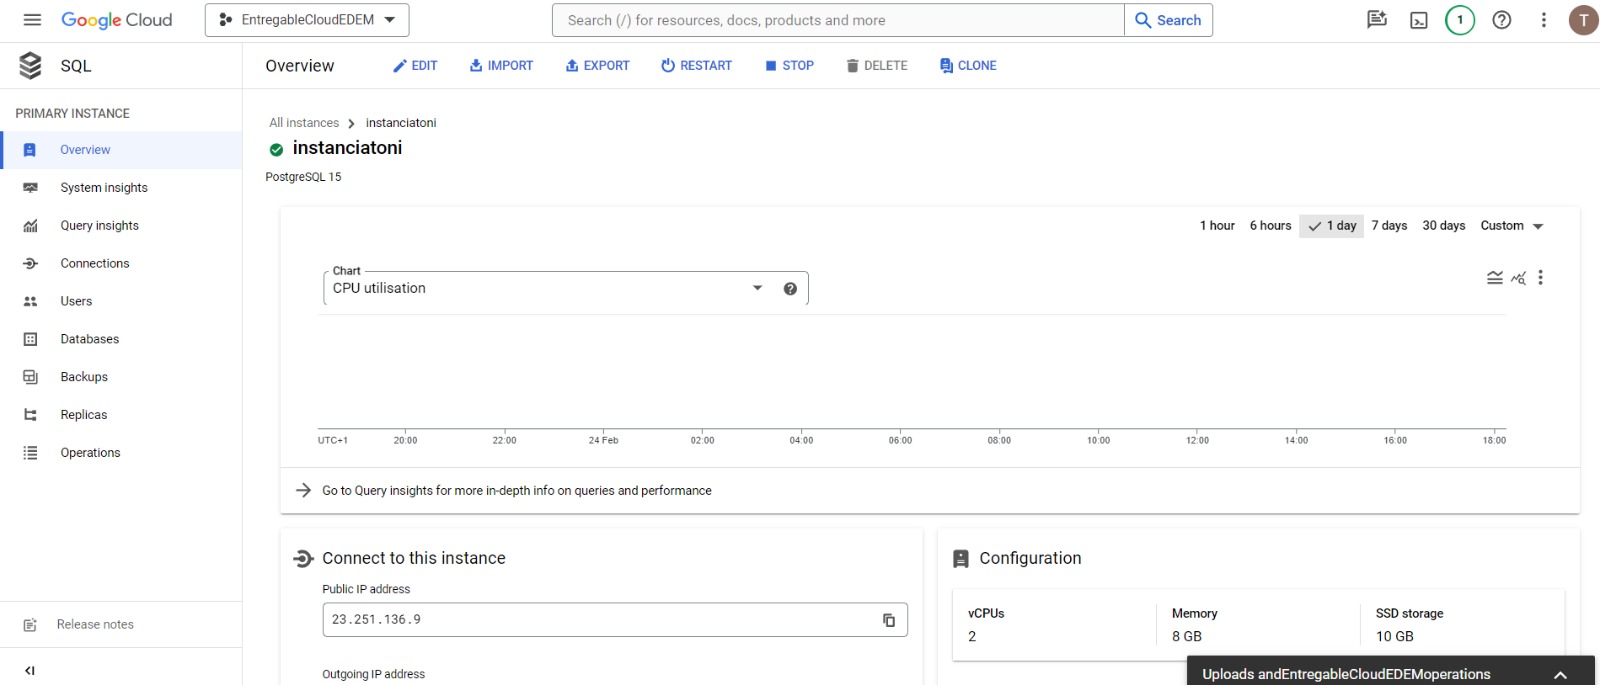 Google Cloud
EntregableCloudEDEM
Search (/) for resources, docs, products and more
Search
1
T
SQL
Overview
EDIT
IMPORT
EXPORT
RESTART
STOP
DELETE
CLONE
PRIMARY INSTANCE
Overview
System insights
Query insights
Connections
Users
Databases
Backups
Replicas
Operations
Release notes
All instances
instanciatoni
instanciatoni
PostgreSQL 15
1 hour
6 hours
1 day
7 days
30 days
Custom
Chart
CPU utilisation
UTC+1
20:00
22:00
24 Feb
02:00
04:00
06:00
08:00
10:00
12:00
14:00
16:00
18:00
Go to Query insights for more in-depth info on queries and performance
Connect to this instance
Public IP address
23.251.136.9
Outgoing IP address
Configuration
vCPUs
2
Memory
8 GB
SSD storage
10 GB
Uploads andEntregableCloudEDEMoperations